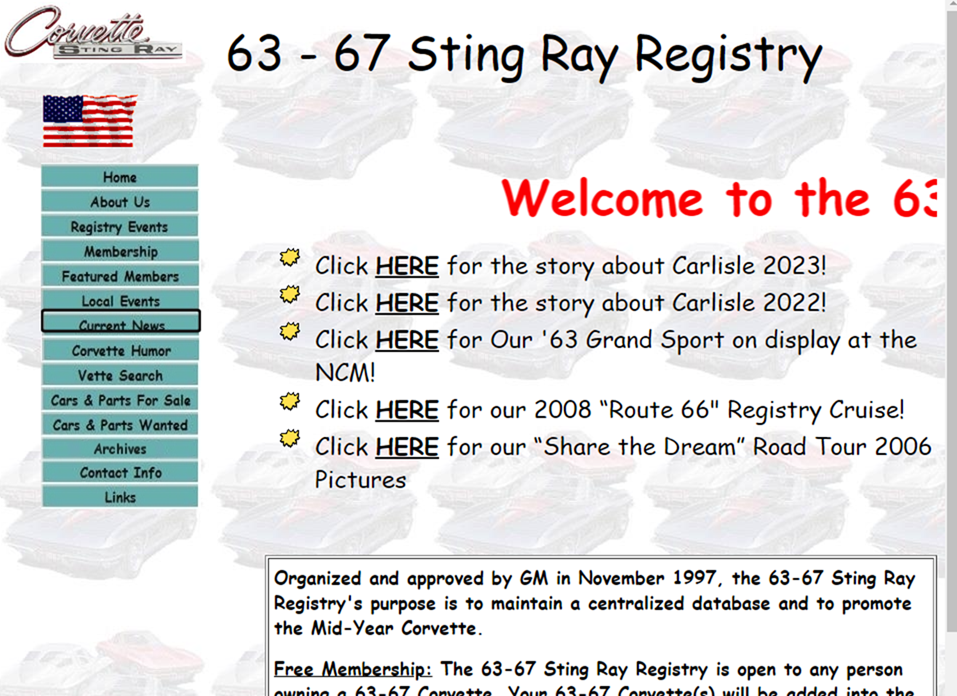 Corvette
STING RAY
63 - 67 Sting Ray Registry
Home
About Us
Registry Events
Membership
Featured Members
Local Events
Current News
Corvette Humor
Vette Search
Cars & Parts For Sale
Cars & Parts Wanted
Archives
Contact Info
Links
Welcome to the 63
Click HERE for the story about Carlisle 2023!
Click HERE for the story about Carlisle 2022!
Click HERE for Our '63 Grand Sport on display at the
NCM!
Click HERE for our 2008 “Route 66" Registry Cruise!
Click HERE for our “Share the Dream” Road Tour 2006
Pictures
Organized and approved by GM in November 1997, the 63-67 Sting Ray
Registry's purpose is to maintain a centralized database and to promote
the Mid-Year Corvette.
Free Membership: The 63-67 Sting Ray Registry is open to any person
owning a 63-67 Corvette. Your 63-67 Corvette(s) will be added into the